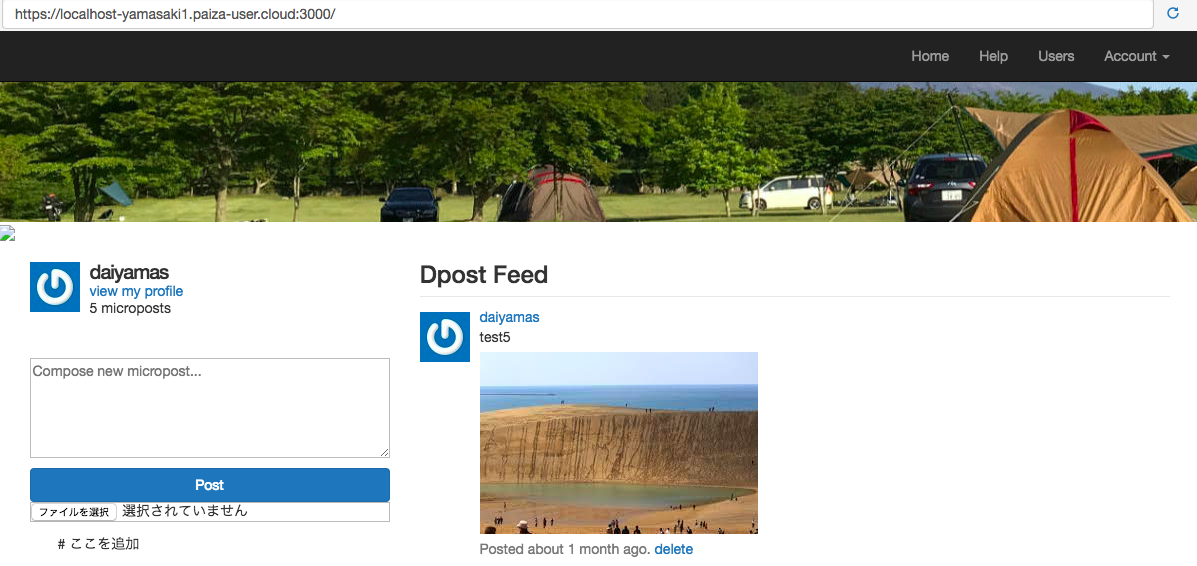 https://localhost-yamasaki1.paiza-user.cloud:3000/
Home Help Users Account
daiyamas
view my profile
5 microposts
Compose new micropost...
Post
ファイルを選択 選択されていません
# ここを追加
Dpost Feed
daiyamas
test5
Posted about 1 month ago. delete